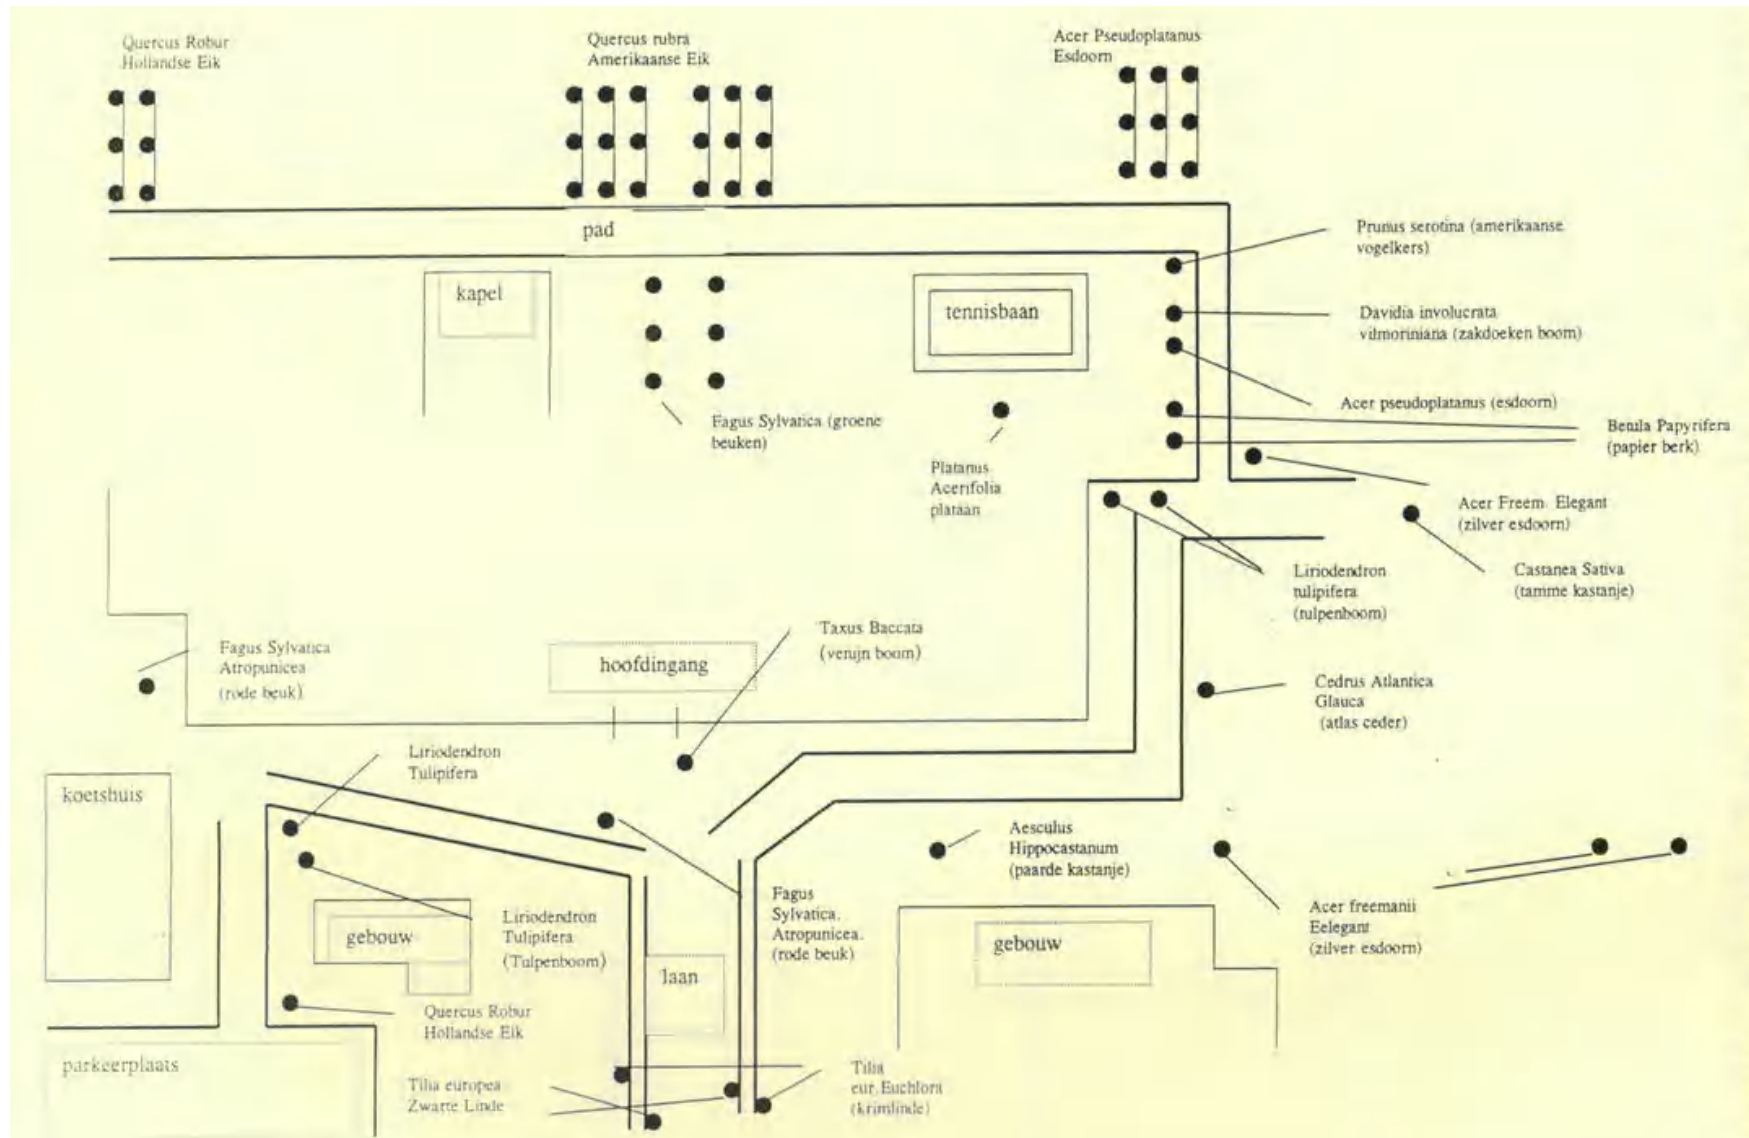 Quercus Robur
Hollandse Eik
Quercus rubra
Amerikaanse Eik
Acer Pseudoplatanus
Esdoorn
pad
Prunus serotina (amerikaanse
vogelkers)
kapel
tennisbaan
Davidia involucrata
vilmoriniana (zakdoeken boom)
Acer pseudoplatanus (esdoorn)
Fagus Sylvatica (groene
beuken)
Betula Papyrifera
(papier berk)
Platanus
Acerifolia
plataan
Acer Freem. Elegant
(zilver esdoorn)
Liriodendron
tulipifera
(tulpenboom)
Castanea Sativa
(tamme kastanje)
Fagus Sylvatica
Atropunicea
(rode beuk)
hoofdingang
Taxus Baccata
(venijn boom)
Cedrus Atlantica
Glauca
(atlas ceder)
Liriodendron
Tulipifera
koetshuis
Aesculus
Hippocastanum
(paarde kastanje)
Fagus
Sylvatica.
Atropunicea.
(rode beuk)
Acer freemanii
Eelegant
(zilver esdoorn)
gebouw
Liriodendron
Tulipifera
(Tulpenboom)
gebouw
laan
Quercus Robur
Hollandse Eik
parkeerplaats
Tilia europea
Zwarte Linde
Tilia
eur.Euchlora
(krimlinde)